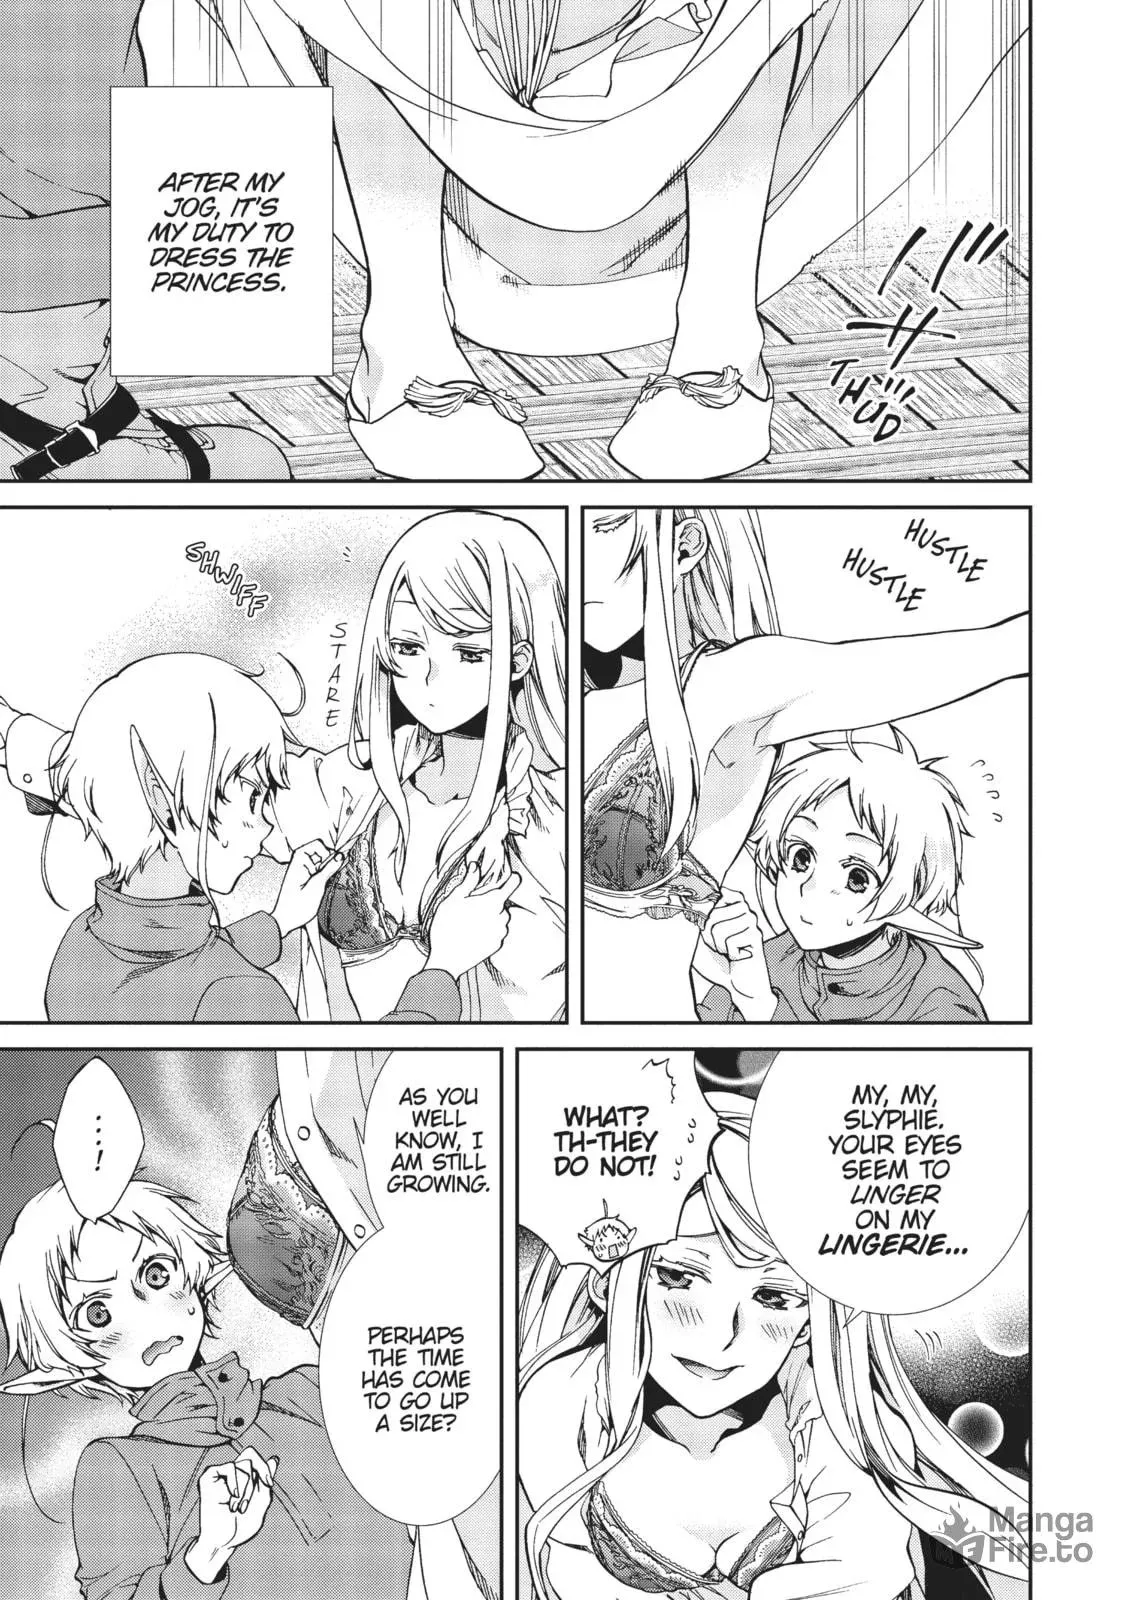 AFTER MY
JOG, IT'S
MY DUTY TO
DRESS THE
PRINCESS.
THUD
HUSTLE
HUSTLE
SHWIFF
STARE
MY, MY,
SLYPHIE.
YOUR EYES
SEEM TO
LINGER
ON MY
LINGERIE...
WHAT?
TH-THEY
DO NOT!
AS YOU
WELL
KNOW, I
AM STILL
GROWING.
PERHAPS
THE TIME
HAS COME
TO GO UP
A SIZE?
....!
Manga
Fire.to